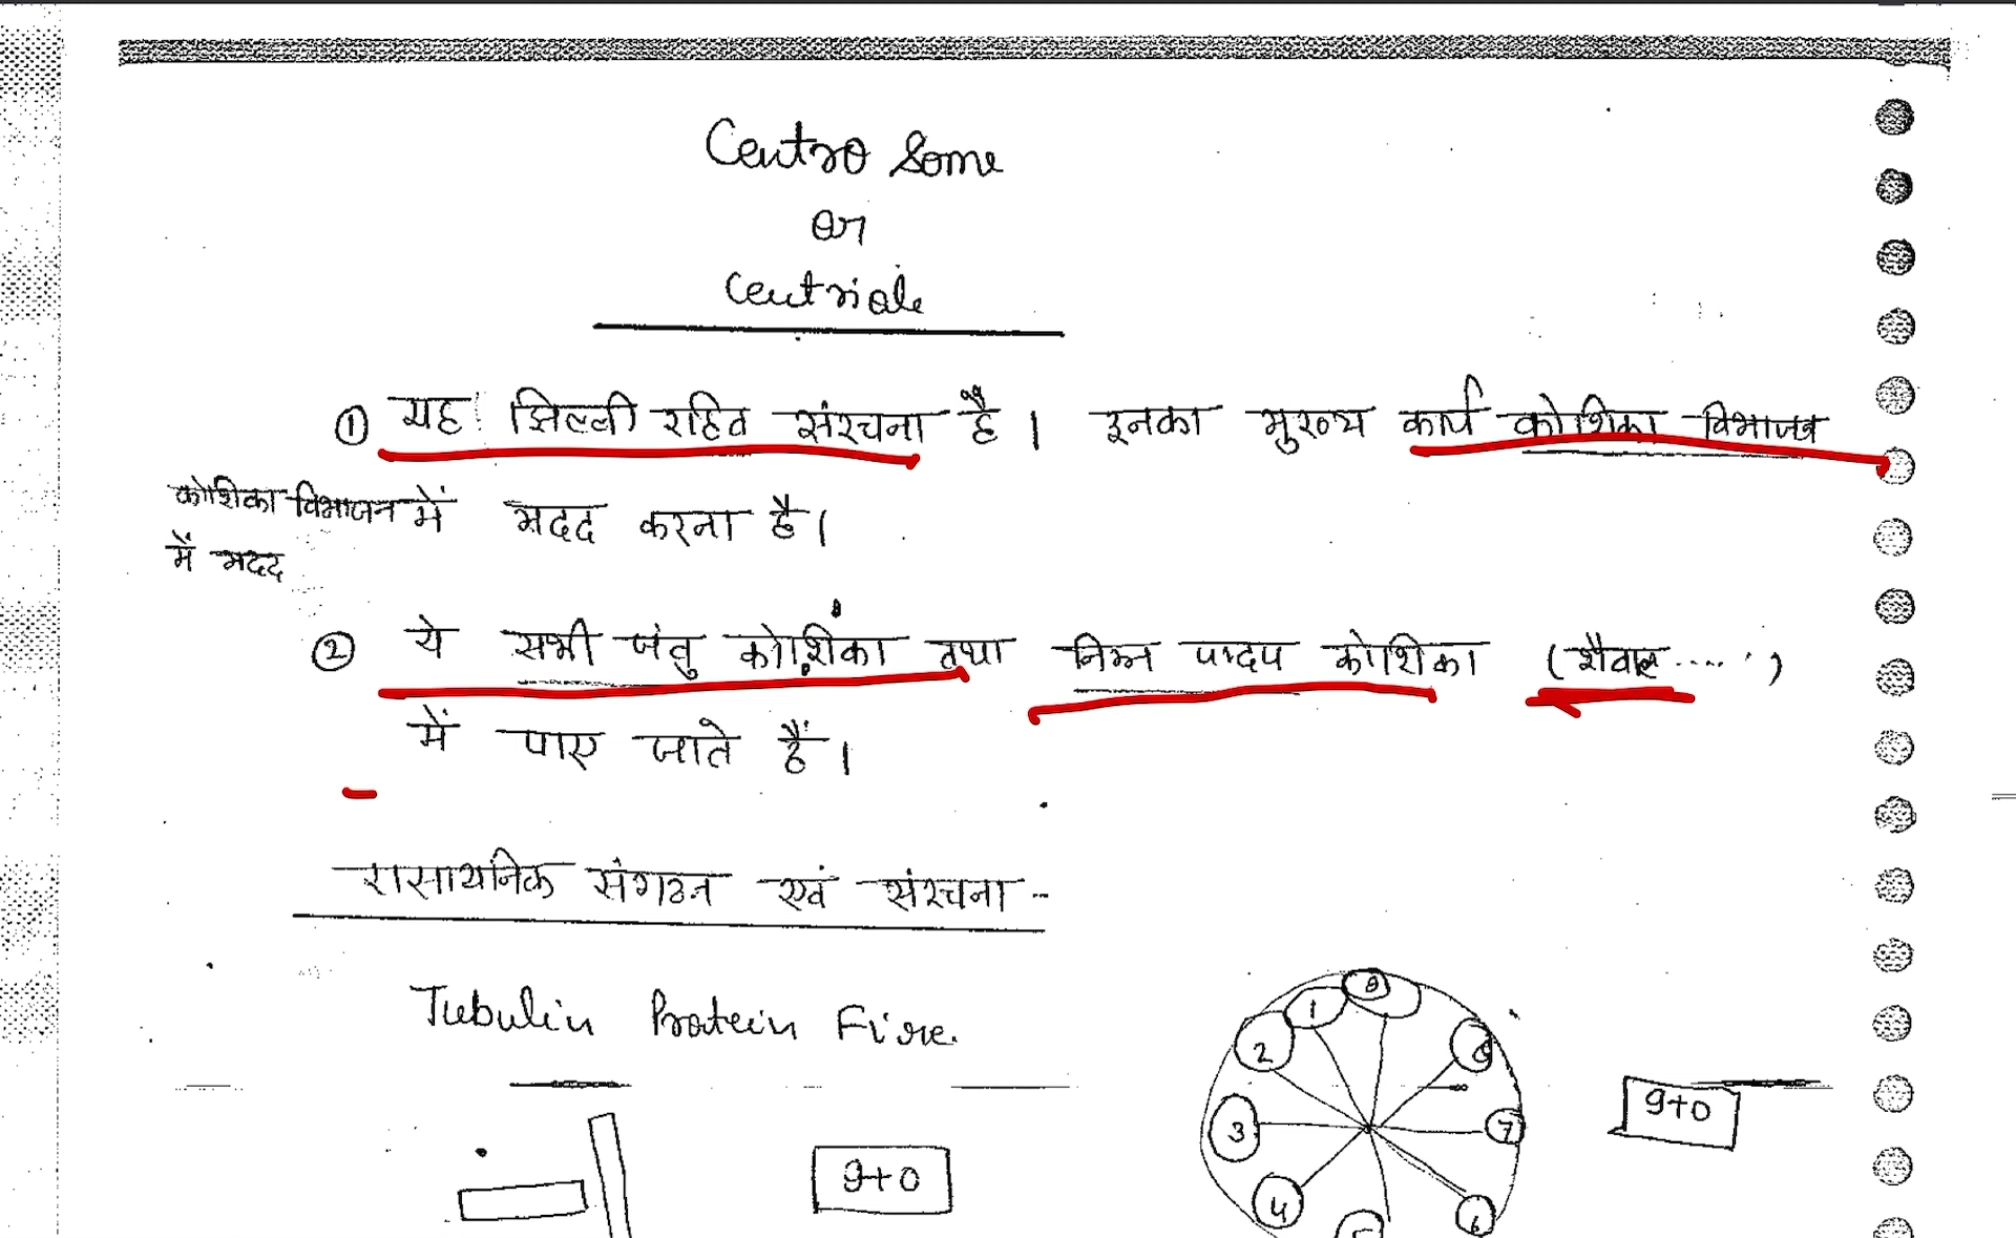 Centro Some
or
Centriole
① यह झिल्ली रहित संरचना है। इनका मुख्य कार्य कोशिका विभाजन
कोशिका विभाजन में मदद करना है।
में मदद
② ये सभी जंतु कोशिका तथा निम्न पादप कोशिका (शैवाल.....)
में पाए जाते हैं।
रासायनिक संगठन एवं संरचना --
Tubulin Protein
9+0
9+0
1
9
2
8
3
7
4
6